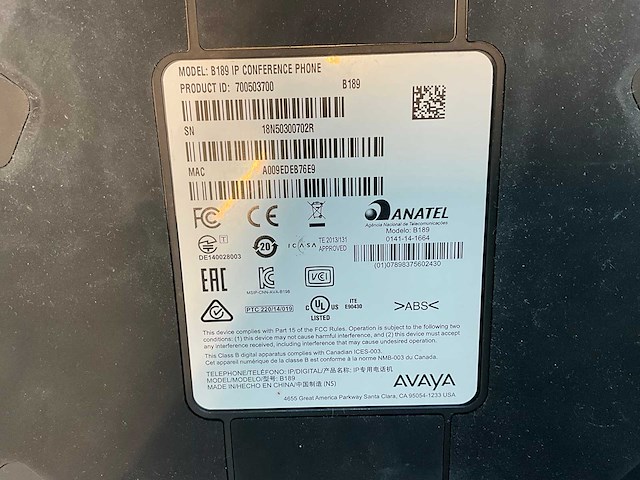 MODEL: B189 IP CONFERENCE PHONE
PRODUCT ID: 700503700 B189
SN 18N50300702R
MAC A009EDEB76E9
FC CE
ANATEL
Agência Nacional de Telecomunicações
Modelo: B189
0141-14-1664
(01)07898375602430
T
DE140028003
20
ICASA TE 2013/131
APPROVED
EAC
MSIP-CNN-AVA-B189
VCI
PTC 220/14/019
C UL US
LISTED
ITE
E90430
>ABS<
This device complies with Part 15 of the FCC Rules. Operation is subject to the following two
conditions: (1) this device may not cause harmful interference, and (2) this device must accept
any interference received, including interference that may cause undesired operation.
This Class B digital apparatus complies with Canadian ICES-003.
Cet appareil numérique de la classe B est conforme à la norme NMB-003 du Canada.
TELEPHONE/TELÉFONO: IP/DIGITAL/产品名称: IP专用电话机
MODEL/MODELO/型号: B189
MADE IN/HECHO EN CHINA/中国制造 (N5)
AVAYA
4655 Great America Parkway Santa Clara, CA 95054-1233 USA